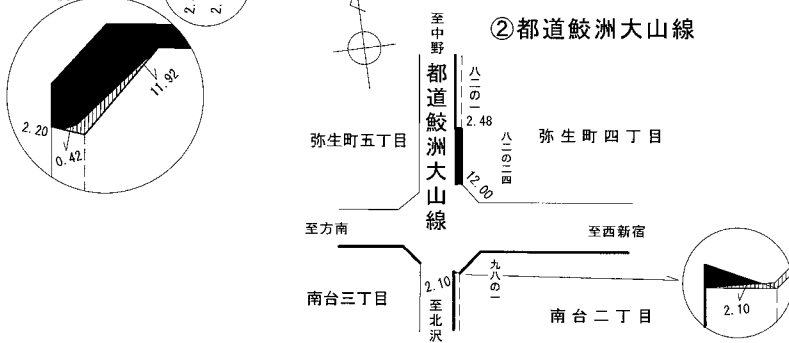 ②都道鮫洲大山線
至中野
都道鮫洲大山線
八二の一
2.48
八二の二四
12.00
弥生町五丁目
弥生町四丁目
至方南
至西新宿
九八の一
2.10
至北沢
南台三丁目
南台二丁目
2.10
11.92
2.20
0.42
2.
2.